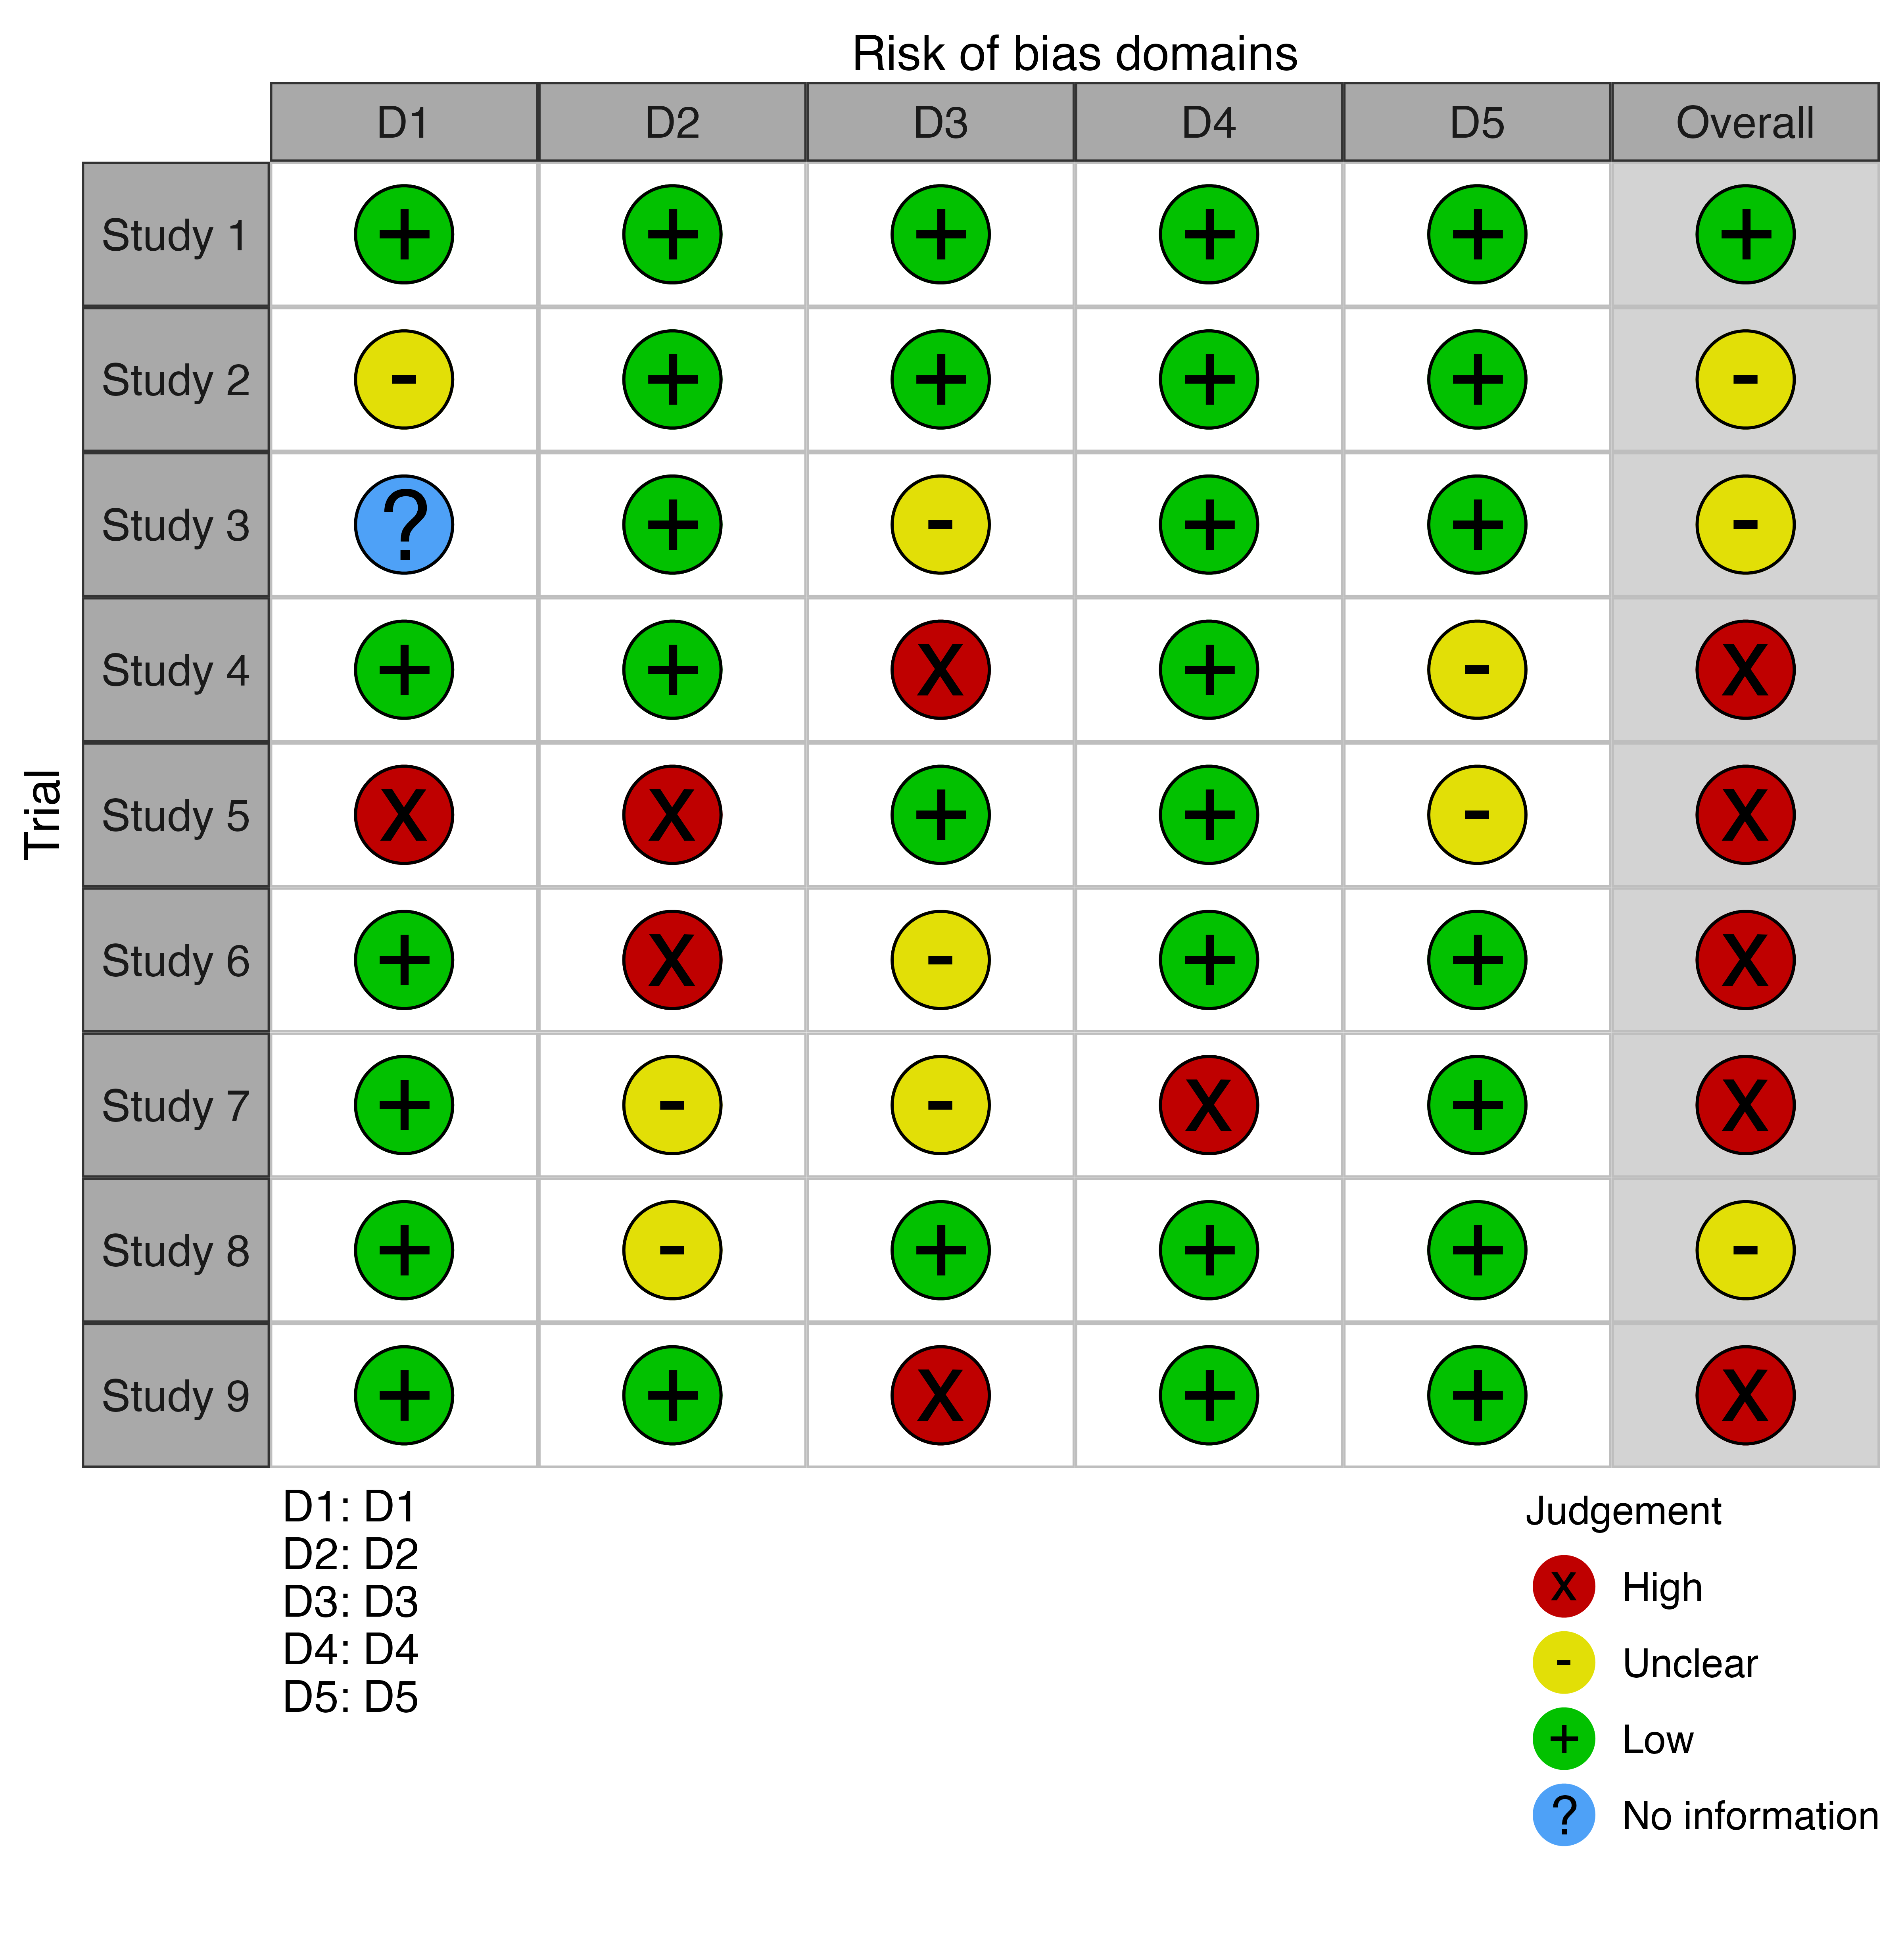 Risk of bias domains
D1 D2 D3 D4 D5 Overall
Study 1 + + + + + +
Study 2 - + + + + -
Study 3 ? + - + + -
Study 4 + + X + - X
Study 5 X X + + - X
Study 6 + X - + + X
Study 7 + - - X + X
Study 8 + - + + + -
Study 9 + + X + + X
Trial
D1: D1
D2: D2
D3: D3
D4: D4
D5: D5
Judgement
X High
- Unclear
+ Low
? No information